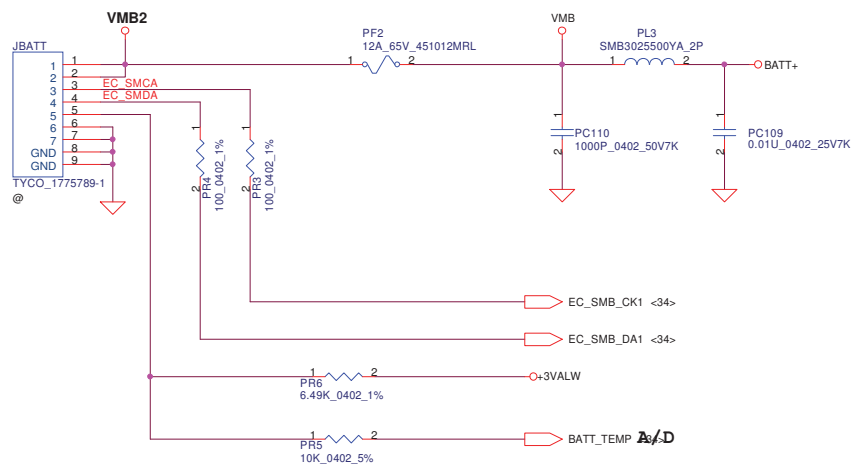 VMB2
JBATT
1 1
2 2
3 3
4 4
5 5
6 6
7 7
GND 8
GND 9
TYCO_1775789-1
@
EC_SMCA
EC_SMDA
PF2
12A_65V_451012MRL
1 2
VMB
PL3
SMB3025500YA_2P
1 2
BATT+
1
PC110
1000P_0402_50V7K
2
1
PC109
0.01U_0402_25V7K
2
1
PR4
100_0402_1%
2
1
PR3
100_0402_1%
2
EC_SMB_CK1 <34>
EC_SMB_DA1 <34>
1 2
PR6
6.49K_0402_1%
+3VALW
1 2
PR5
10K_0402_5%
BATT_TEMP
A/D